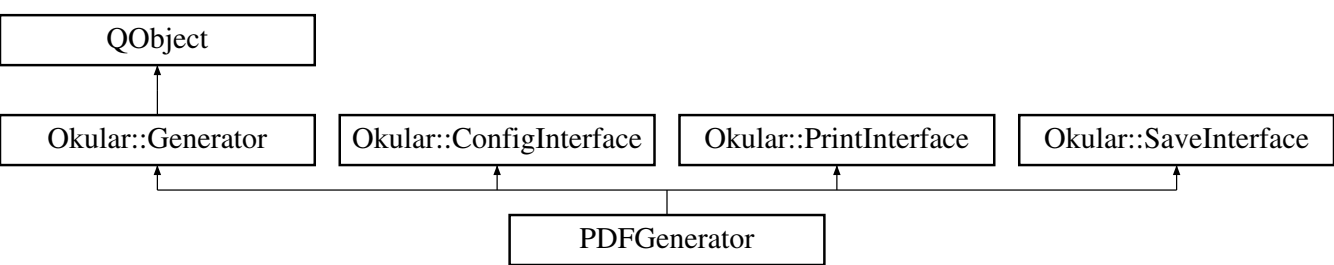 QObject
Okular::Generator
Okular::ConfigInterface
Okular::PrintInterface
Okular::SaveInterface
PDFGenerator